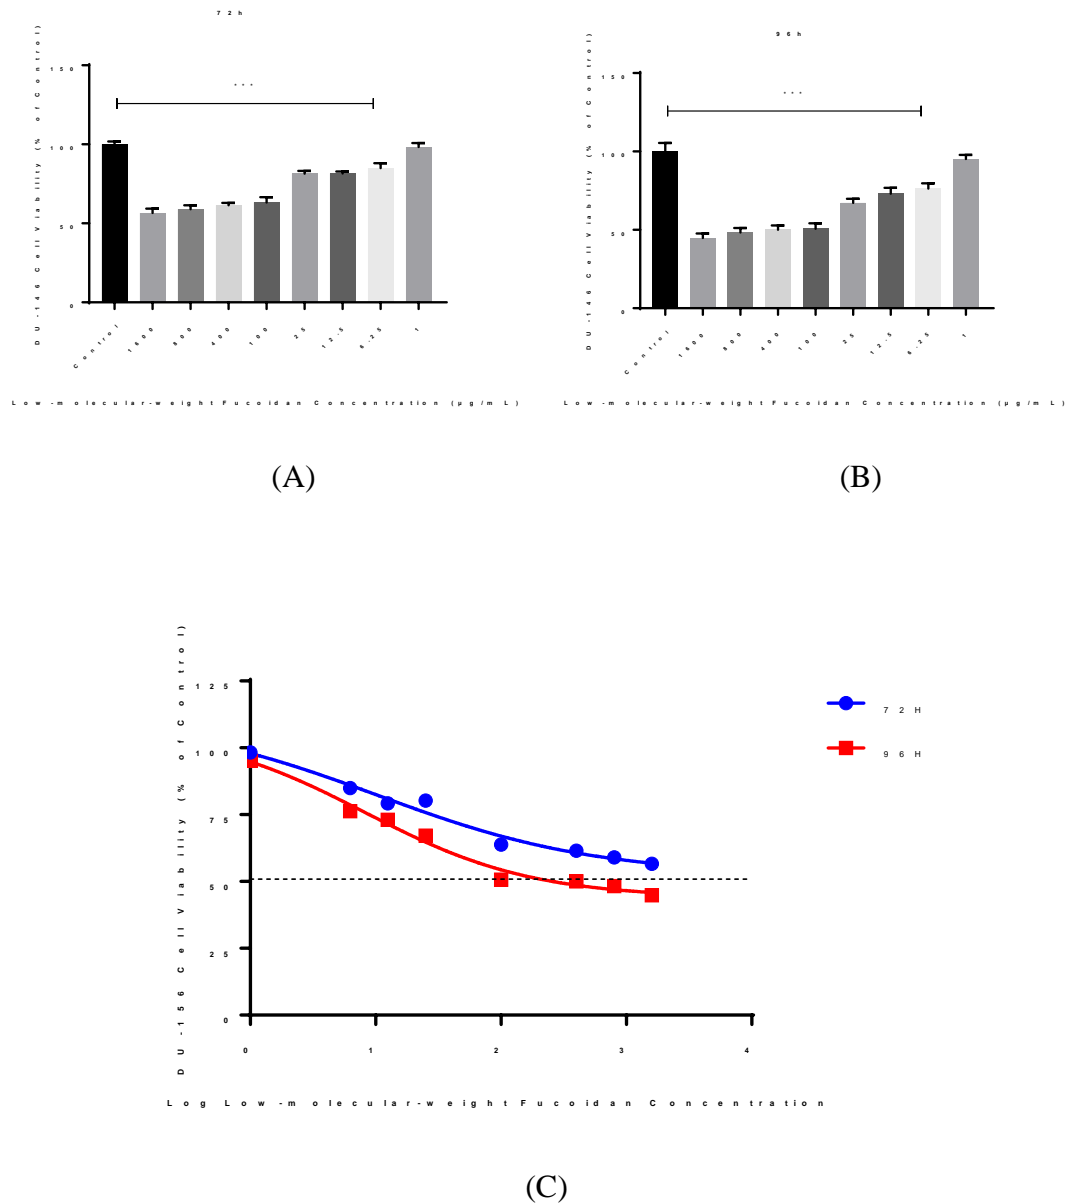 72h
DU-146 Cell Viability (% of Control)
150
100
50
0
***
Control
1600
800
400
100
25
12.5
6.25
1
Low-molecular-weight Fucoidan Concentration (µg/mL)
(A)
96h
DU-146 Cell Viability (% of Control)
150
100
50
0
***
Control
1600
800
400
100
25
12.5
6.25
1
Low-molecular-weight Fucoidan Concentration (µg/mL)
(B)
DU-156 Cell Viability (% of Control)
125
100
75
50
25
0
0
1
2
3
4
72H
96H
Log Low-molecular-weight Fucoidan Concentration
(C)